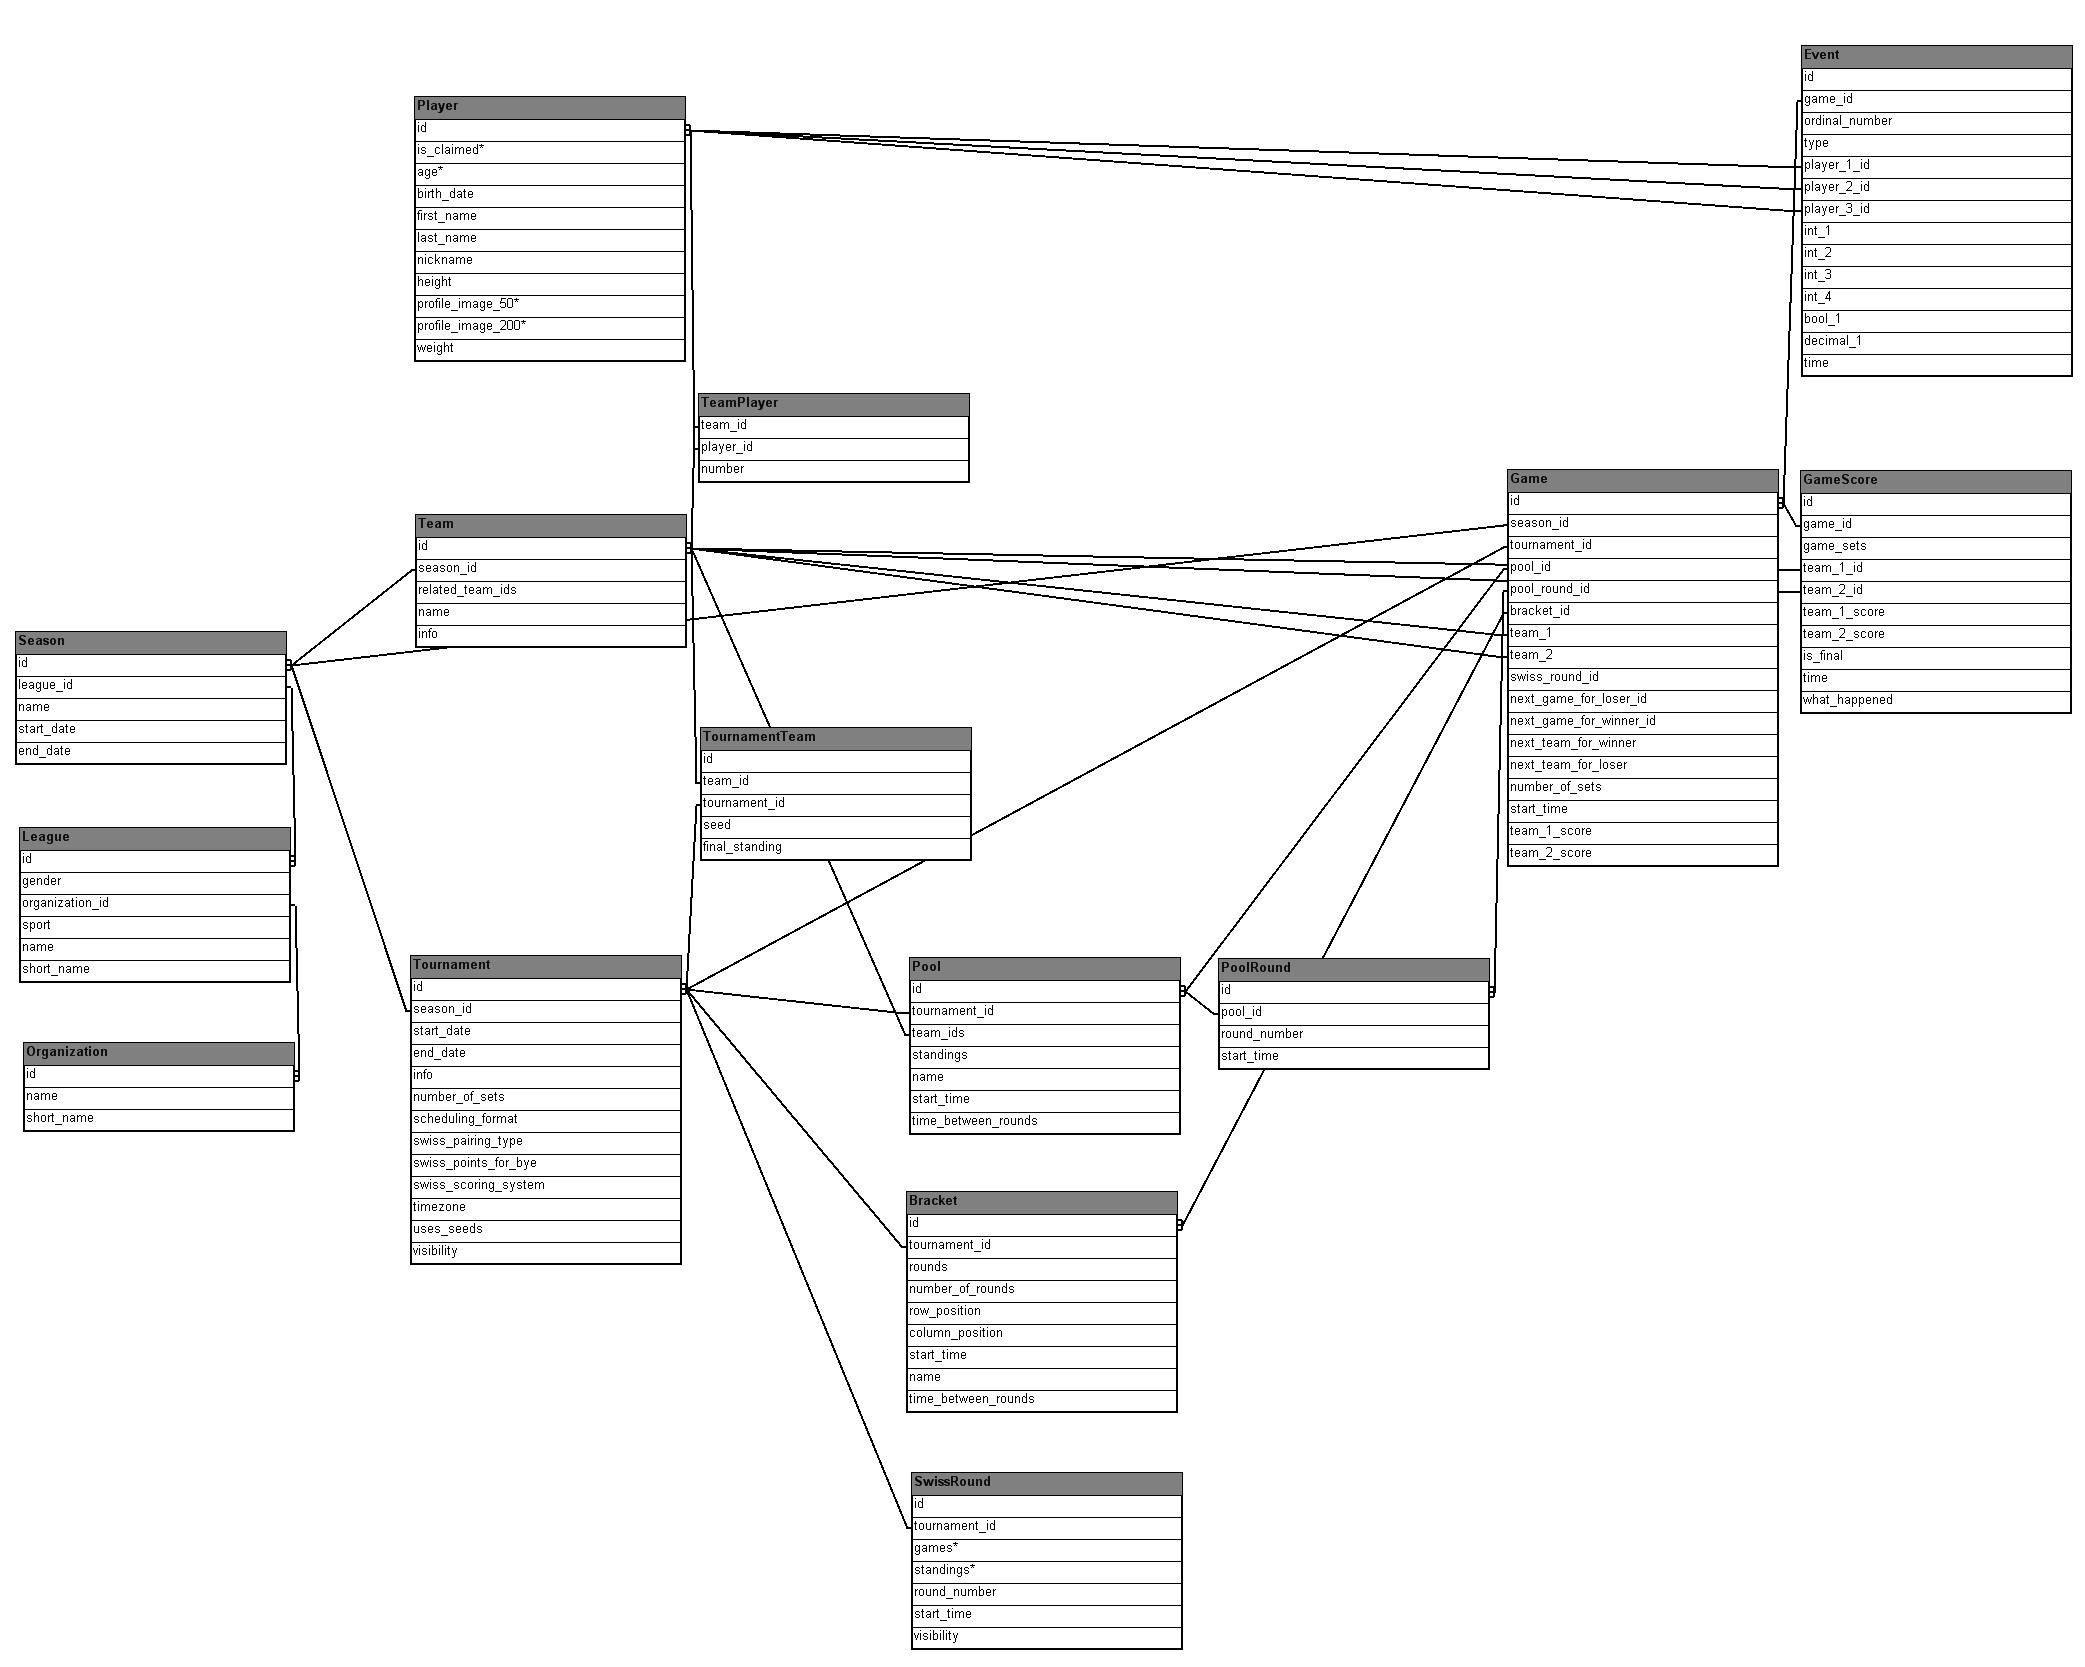 Event
id
game_id
ordinal_number
type
player_1_id
player_2_id
player_3_id
int_1
int_2
int_3
int_4
bool_1
decimal_1
time
Player
id
is_claimed*
age*
birth_date
first_name
last_name
nickname
height
profile_image_50*
profile_image_200*
weight
TeamPlayer
team_id
player_id
number
Game
id
season_id
tournament_id
pool_id
pool_round_id
bracket_id
team_1
team_2
swiss_round_id
next_game_for_loser_id
next_game_for_winner_id
next_team_for_winner
next_team_for_loser
number_of_sets
start_time
team_1_score
team_2_score
GameScore
id
game_id
game_sets
team_1_id
team_2_id
team_1_score
team_2_score
is_final
time
what_happened
Team
id
season_id
related_team_ids
name
info
Season
id
league_id
name
start_date
end_date
TournamentTeam
id
team_id
tournament_id
seed
final_standing
League
id
gender
organization_id
sport
name
short_name
Tournament
id
season_id
start_date
end_date
info
number_of_sets
scheduling_format
swiss_pairing_type
swiss_points_for_bye
swiss_scoring_system
timezone
uses_seeds
visibility
Pool
id
tournament_id
team_ids
standings
name
start_time
time_between_rounds
PoolRound
id
pool_id
round_number
start_time
Organization
id
name
short_name
Bracket
id
tournament_id
rounds
number_of_rounds
row_position
column_position
start_time
name
time_between_rounds
SwissRound
id
tournament_id
games*
standings*
round_number
start_time
visibility